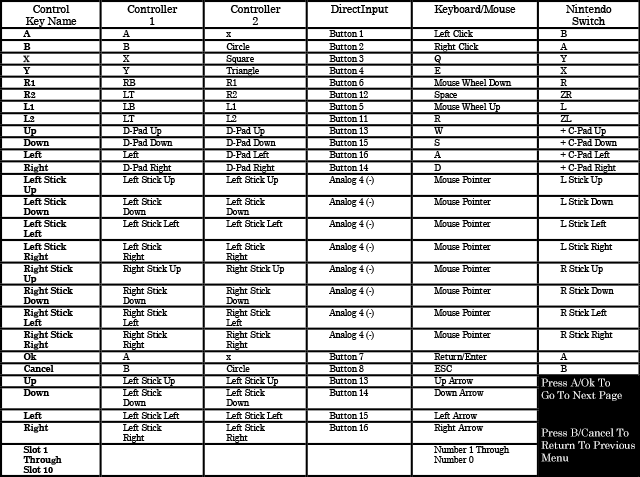 Control Key Name | Controller 1 | Controller 2 | DirectInput | Keyboard/Mouse | Nintendo Switch
A | A | x | Button 1 | Left Click | B
B | B | Circle | Button 2 | Right Click | A
X | X | Square | Button 3 | Q | Y
Y | Y | Triangle | Button 4 | E | X
R1 | RB | R1 | Button 6 | Mouse Wheel Down | R
R2 | LT | R2 | Button 12 | Space | ZR
L1 | LB | L1 | Button 5 | Mouse Wheel Up | L
L2 | LT | L2 | Button 11 | R | ZL
Up | D-Pad Up | D-Pad Up | Button 13 | W | + C-Pad Up
Down | D-Pad Down | D-Pad Down | Button 15 | S | + C-Pad Down
Left | Left | D-Pad Left | Button 16 | A | + C-Pad Left
Right | D-Pad Right | D-Pad Right | Button 14 | D | + C-Pad Right
Left Stick Up | Left Stick Up | Left Stick Up | Analog 4 (-) | Mouse Pointer | L Stick Up
Left Stick Down | Left Stick Down | Left Stick Down | Analog 4 (-) | Mouse Pointer | L Stick Down
Left Stick Left | Left Stick Left | Left Stick Left | Analog 4 (-) | Mouse Pointer | L Stick Left
Left Stick Right | Left Stick Right | Left Stick Right | Analog 4 (-) | Mouse Pointer | L Stick Right
Right Stick Up | Right Stick Up | Right Stick Up | Analog 4 (-) | Mouse Pointer | R Stick Up
Right Stick Down | Right Stick Down | Right Stick Down | Analog 4 (-) | Mouse Pointer | R Stick Down
Right Stick Left | Right Stick Left | Right Stick Left | Analog 4 (-) | Mouse Pointer | R Stick Left
Right Stick Right | Right Stick Right | Right Stick Right | Analog 4 (-) | Mouse Pointer | R Stick Right
Ok | A | x | Button 7 | Return/Enter | A
Cancel | B | Circle | Button 8 | ESC | B
Up | Left Stick Up | Left Stick Up | Button 13 | Up Arrow
Down | Left Stick Down | Left Stick Down | Button 14 | Down Arrow
Left | Left Stick Left | Left Stick Left | Button 15 | Left Arrow
Right | Left Stick Right | Left Stick Right | Button 16 | Right Arrow
Slot 1 Through Slot 10 | Number 1 Through Number 0
Press A/Ok To
Go To Next Page
Press B/Cancel To
Return To Previous
Menu